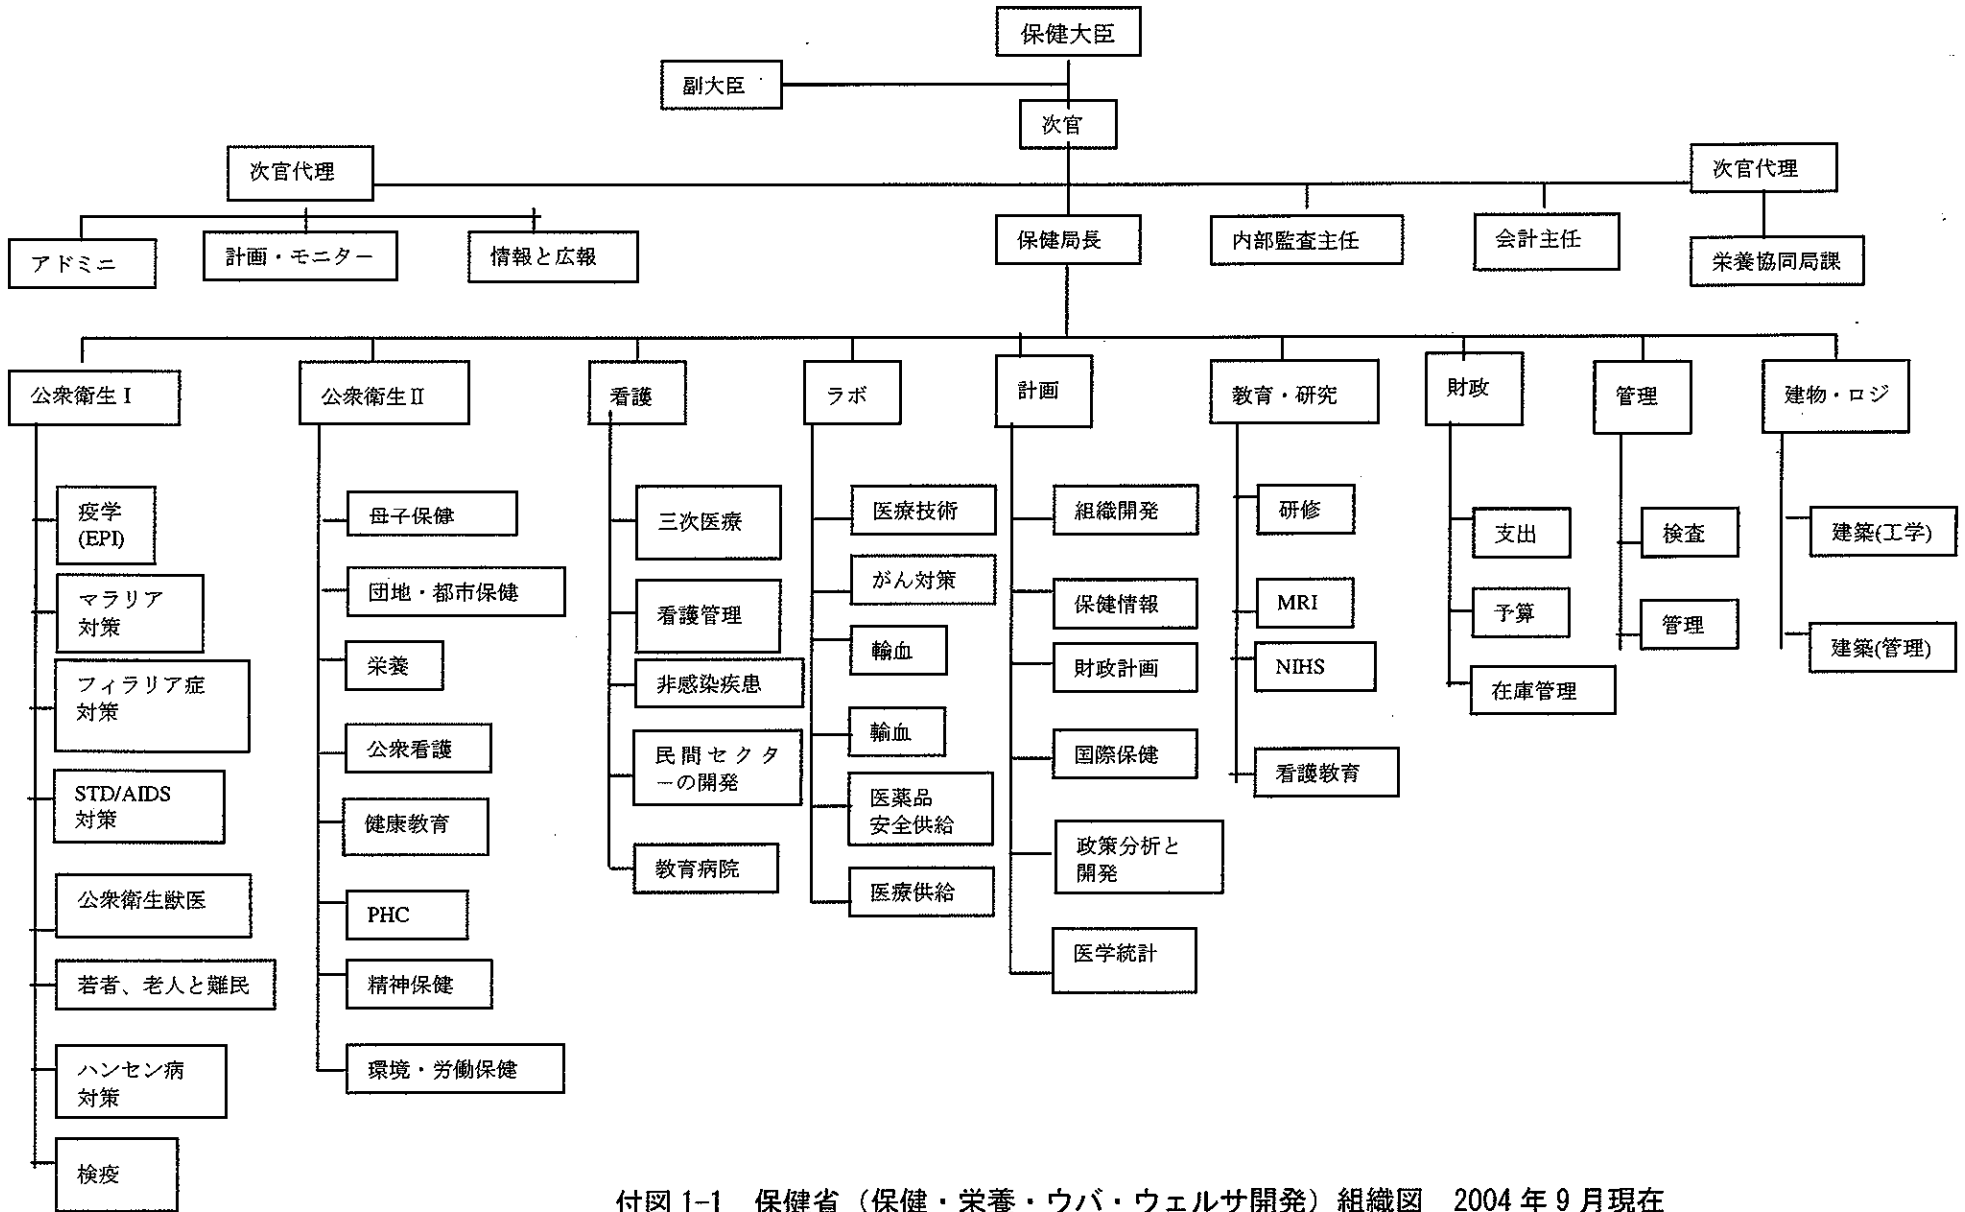 保健大臣
副大臣
次官
次官代理
次官代理
アドミニ
計画・モニター
情報と広報
保健局長
内部監査主任
会計主任
栄養協同局課
公衆衛生Ⅰ
公衆衛生Ⅱ
看護
ラボ
計画
教育・研究
財政
管理
建物・ロジ
疫学
(EPI)
マラリア
対策
フィラリア症
対策
STD/AIDS
対策
公衆衛生獣医
若者、老人と難民
ハンセン病
対策
検疫
母子保健
団地・都市保健
栄養
公衆看護
健康教育
PHC
精神保健
環境・労働保健
三次医療
看護管理
非感染疾患
民間セクタ
ーの開発
教育病院
医療技術
がん対策
輸血
輸血
医薬品
安全供給
医療供給
組織開発
保健情報
財政計画
国際保健
政策分析と
開発
医学統計
研修
MRI
NIHS
看護教育
支出
予算
在庫管理
検査
管理
建築(工学)
建築(管理)
付図 1-1 保健省（保健・栄養・ウバ・ウェルサ開発）組織図 2004 年 9 月現在